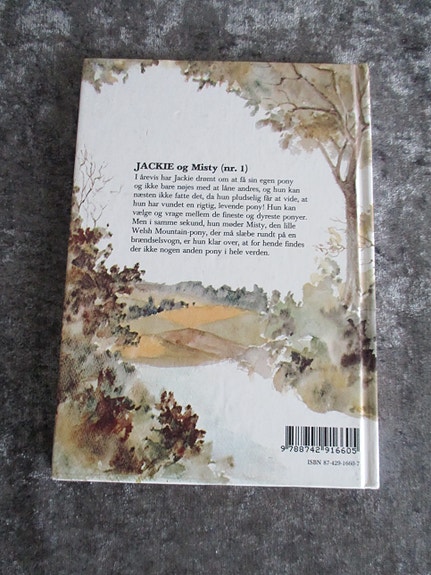 JACKIE og Misty (nr. 1)
I årevis har Jackie drømt om at få sin egen pony
og ikke bare nøjes med at låne andres, og hun kan
næsten ikke fatte det, da hun pludselig får at vide, at
hun har vundet en rigtig, levende pony! Hun kan
vælge og vrage mellem de fineste og dyreste ponyer.
Men i samme sekund, hun møder Misty, den lille
Welsh Mountain-pony, der må slæbe rundt på en
brændselsvogn, er hun klar over, at for hende findes
der ikke nogen anden pony i hele verden.
9 788742 916605
ISBN 87-429-1660-7